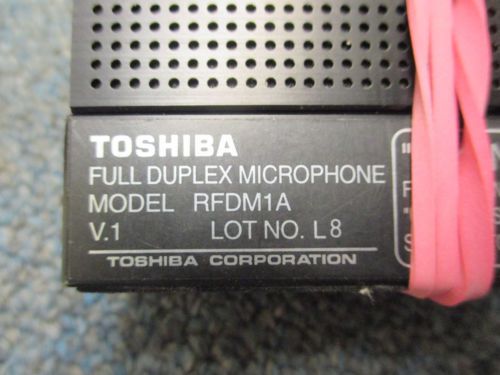 TOSHIBA
FULL DUPLEX MICROPHONE
MODEL RFDM1A
V.1 LOT NO. L8
TOSHIBA CORPORATION